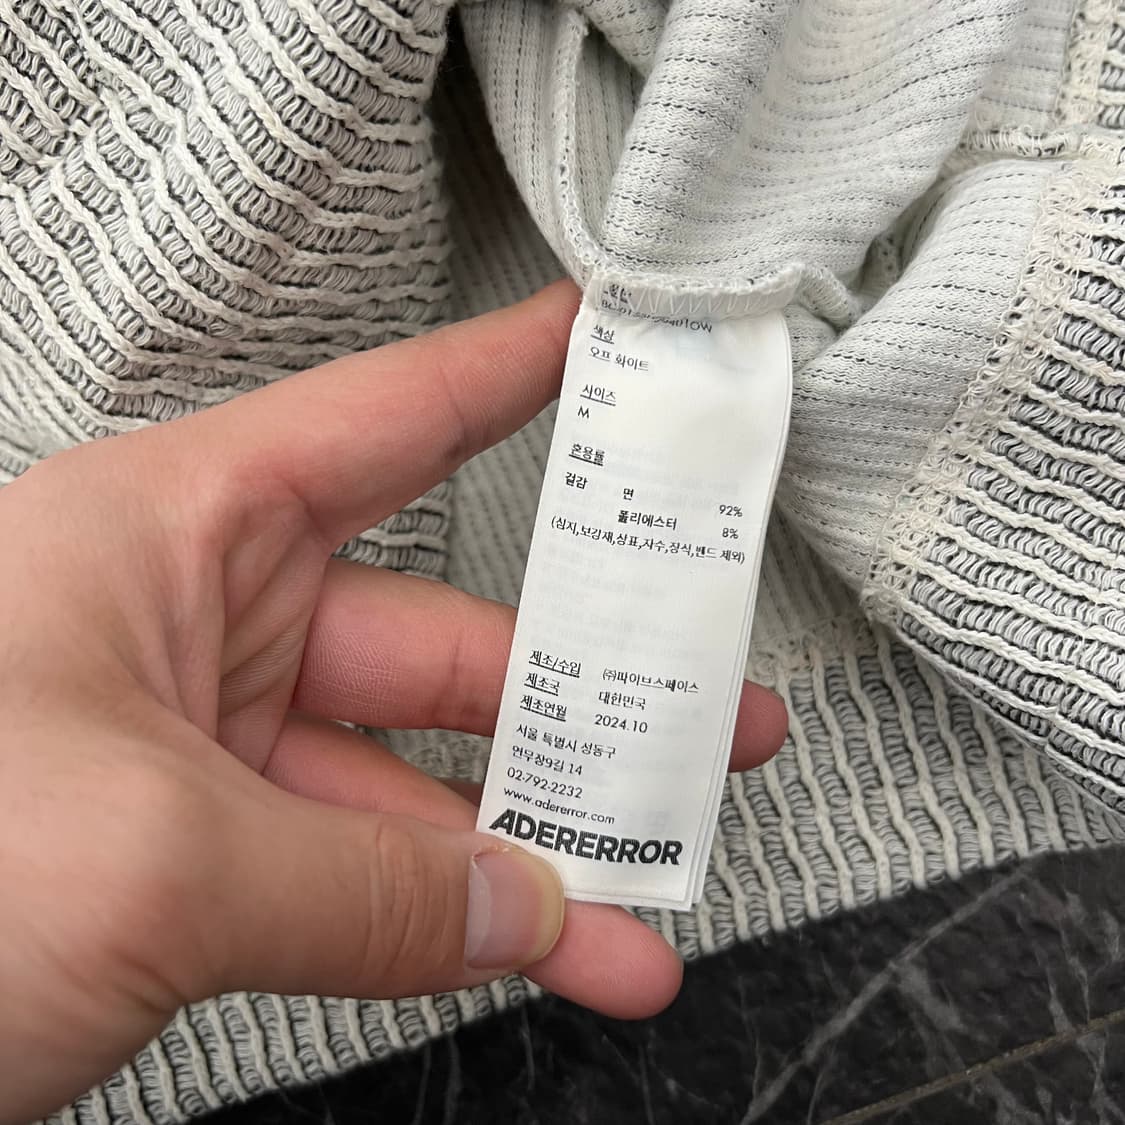 색상
오프 화이트
사이즈
M
혼용률
겉감 면 92%
폴리에스터 8%
(심지,보강재,상표,자수,장식,밴드 제외)
제조/수입 ㈜파이브스페이스
제조국 대한민국
제조연월 2024.10
서울 특별시 성동구
연무장9길 14
02-792-2232
www.adererror.com
ADERERROR